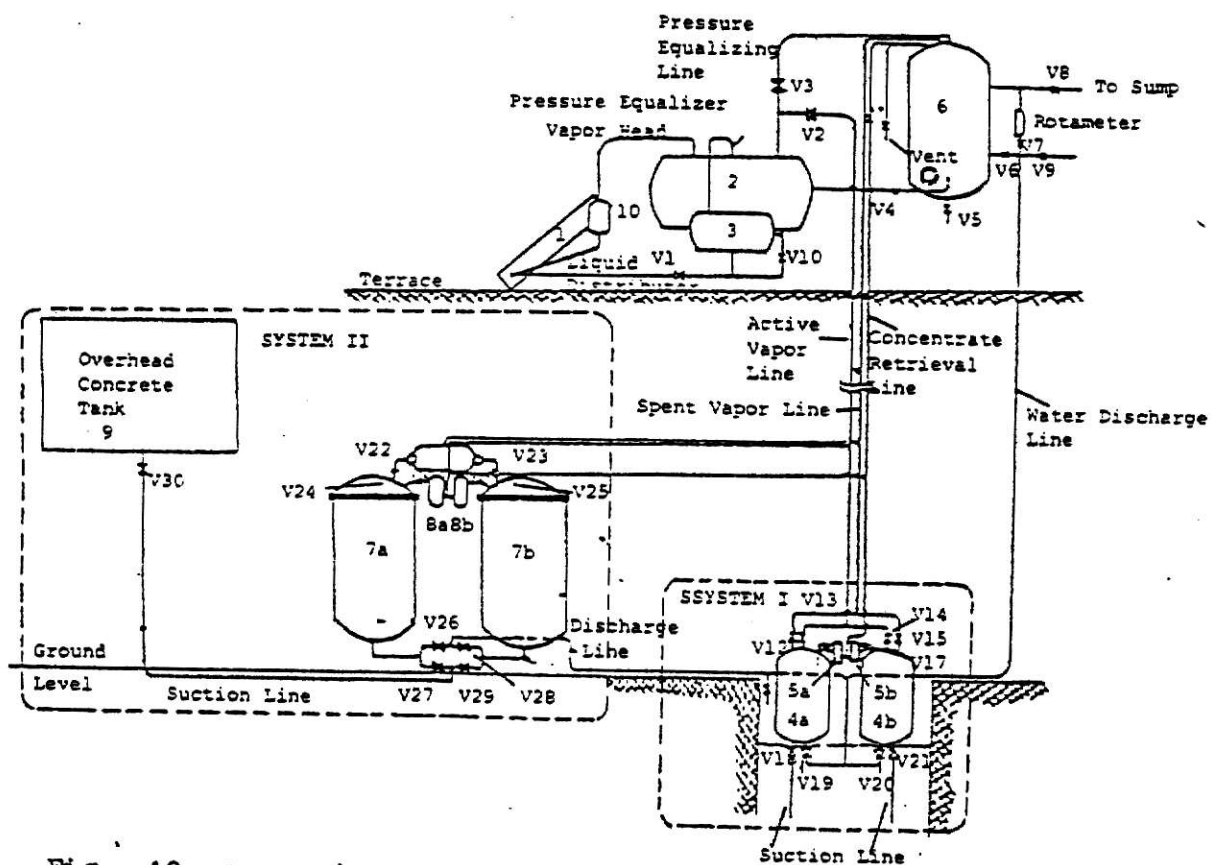 Pressure
Equalizing
Line
V3
V8
To Sump
6
Pressure Equalizer
Vapor Head
V2
Rotameter
V7
Vent
V6
V9
2
10
V4
V5
1
3
V1
V10
Liquid
Terrace
SYSTEM II
Active
Vapor
Line
Concentrate
Retrieval
Line
Overhead
Concrete
Tank
9
Spent Vapor Line
Water Discharge
Line
V22
V23
V30
V24
V25
8a8b
7a
7b
SSYSTEM I
V13
V14
V26
Discharge
Line
V12
V15
V17
Ground
Level
Suction Line
V27
V29
V28
5a
5b
4a
4b
V21
V19
V20
Suction Line